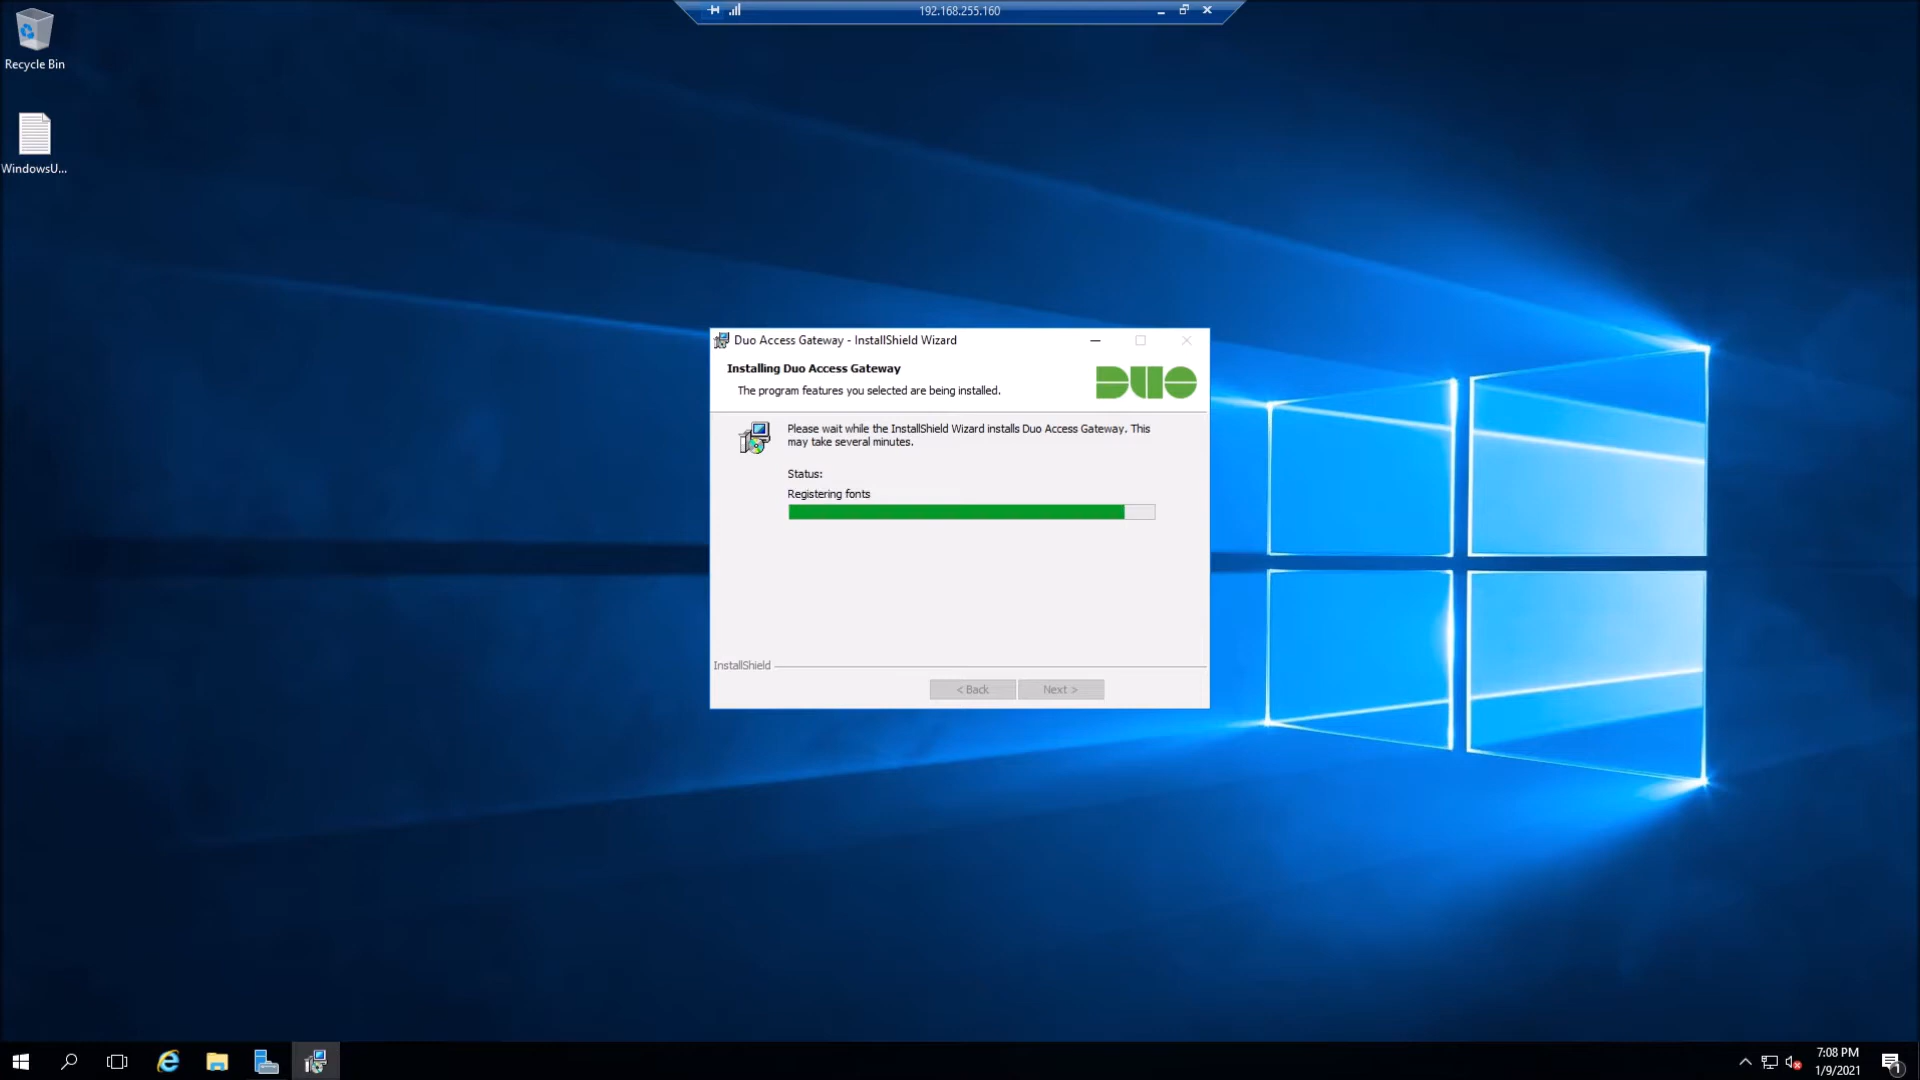 192.168.255.160
Recycle Bin
WindowsU...
Duo Access Gateway - InstallShield Wizard
Installing Duo Access Gateway
The program features you selected are being installed.
DUO
Please wait while the InstallShield Wizard installs Duo Access Gateway. This
may take several minutes.
Status:
Registering fonts
InstallShield
< Back
Next >
7:08 PM
1/9/2021
1